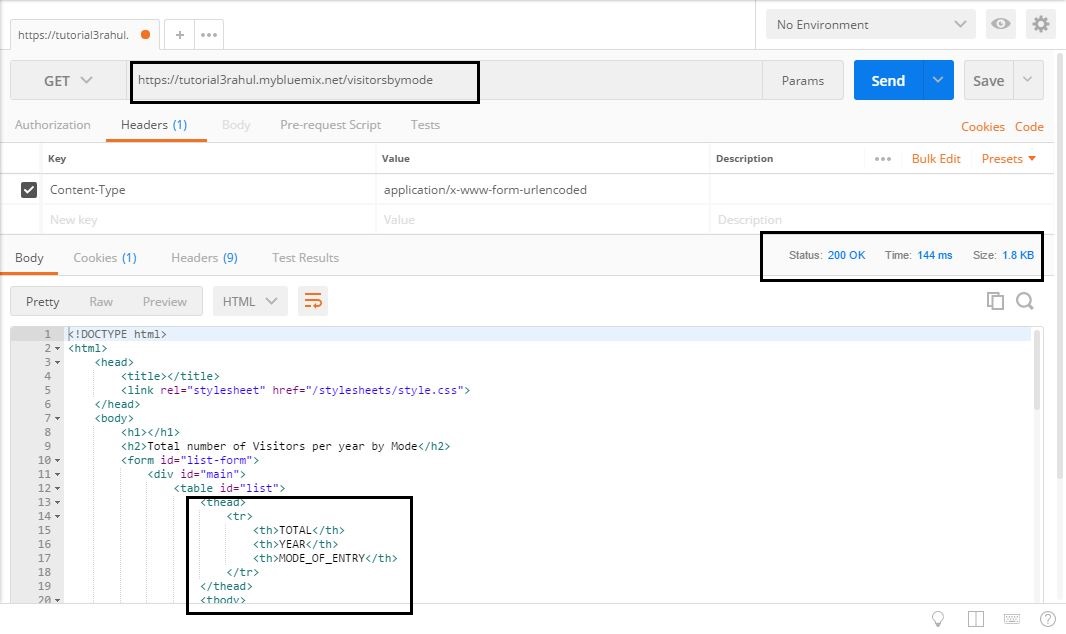 https://tutorial3rahul.
No Environment
GET https://tutorial3rahul.mybluemix.net/visitorsbymode Params Send Save
Authorization Headers (1) Body Pre-request Script Tests Cookies Code
Key Value Description Bulk Edit Presets
Content-Type application/x-www-form-urlencoded
New key Value Description
Body Cookies (1) Headers (9) Test Results Status: 200 OK Time: 144 ms Size: 1.8 KB
Pretty Raw Preview HTML
1 <!DOCTYPE html>
2 <html>
3 <head>
4 <title></title>
5 <link rel="stylesheet" href="/stylesheets/style.css">
6 </head>
7 <body>
8 <h1></h1>
9 <h2>Total number of Visitors per year by Mode</h2>
10 <form id="list-form">
11 <div id="main">
12 <table id="list">
13 <thead>
14 <tr>
15 <th>TOTAL</th>
16 <th>YEAR</th>
17 <th>MODE_OF_ENTRY</th>
18 </tr>
19 </thead>
20 <tbody>